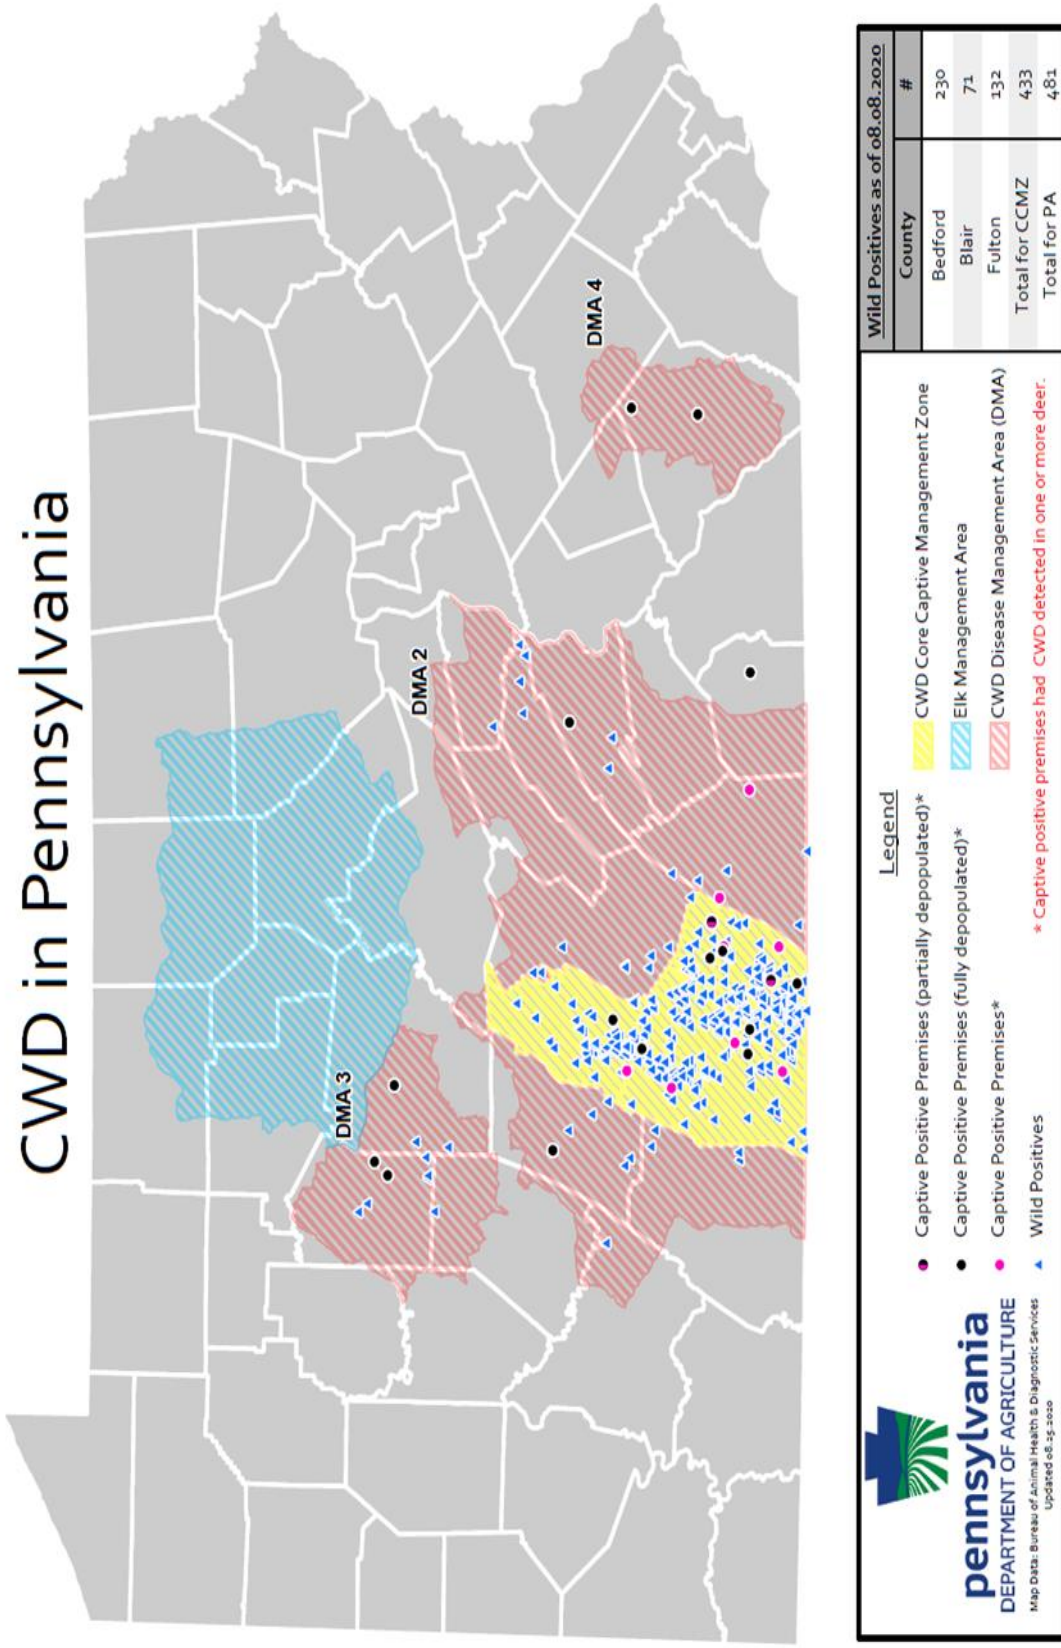 CWD in Pennsylvania
DMA 3
DMA 2
DMA 4
pennsylvania
DEPARTMENT OF AGRICULTURE
Map Data: Bureau of Animal Health & Diagnostic Services
Updated 08.25.2020
Legend
Captive Positive Premises (partially depopulated)*
Captive Positive Premises (fully depopulated)*
Captive Positive Premises*
Wild Positives
CWD Core Captive Management Zone
Elk Management Area
CWD Disease Management Area (DMA)
* Captive positive premises had CWD detected in one or more deer.
Wild Positives as of 08.08.2020
County #
Bedford 230
Blair 71
Fulton 132
Total for CCMZ 433
Total for PA 481